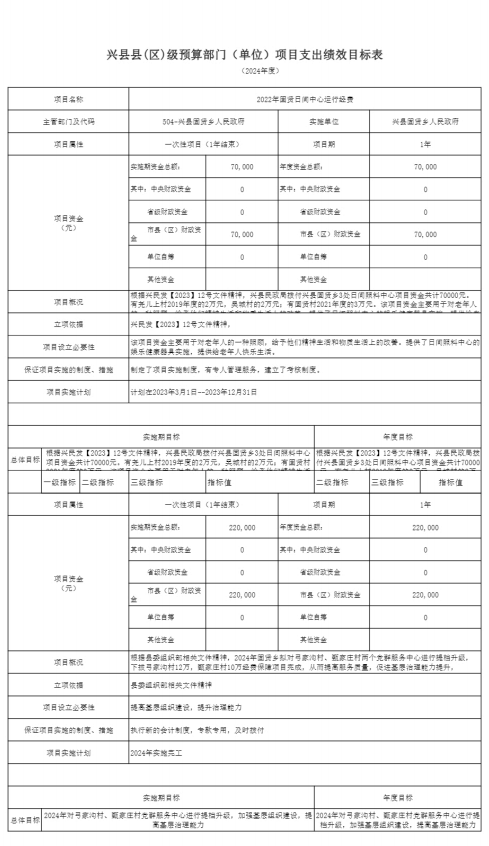 兴县县(区)级预算部门（单位）项目支出绩效目标表
（2024年度）
项目名称 2022年固贤日间中心运行经费
主管部门及代码 504-兴县固贤乡人民政府 实施单位 兴县固贤乡人民政府
项目属性 一次性项目（1年结束） 项目期 1年
项目资金
（元）
实施期资金总额： 70,000 年度资金总额： 70,000
其中：中央财政资金 0 其中：中央财政资金 0
省级财政资金 0 省级财政资金 0
市县（区）财政资金 70,000 市县（区）财政资金 70,000
单位自筹 0 单位自筹 0
其他资金 其他资金
项目概况 根据兴民发【2023】12号文件精神，兴县民政局拨付兴县固贤乡3处日间照料中心项目资金共计70000元。
有尧儿上村2019年度的2万元，吴城村的2万元；有固贤村2021年度的3万元。该项目资金主要用于对老年人
立项依据 兴民发【2023】12号文件精神，
项目设立必要性 该项目资金主要用于对老年人的一种照顾，给予他们精神生活和物质生活上的改善。提供了日间照料中心的
娱乐健康器具实施，提供给老年人快乐生活。
保证项目实施的制度、措施 制定了项目实施制度，有专人管理服务，建立了考核制度。
项目实施计划 计划在2023年3月1日--2023年12月31日
实施期目标 年度目标
总体目标 根据兴民发【2023】12号文件精神，兴县民政局拨付兴县固贤乡3处日间照料中心
项目资金共计70000元。有尧儿上村2019年度的2万元，吴城村的2万元；有固贤村
根据兴民发【2023】12号文件精神，兴县民政局拨
付兴县固贤乡3处日间照料中心项目资金共计70000
一级指标 二级指标 三级指标 指标值 二级指标 三级指标 指标值
项目属性 一次性项目（1年结束） 项目期 1年
项目资金
（元）
实施期资金总额： 220,000 年度资金总额： 220,000
其中：中央财政资金 0 其中：中央财政资金 0
省级财政资金 0 省级财政资金 0
市县（区）财政资金 220,000 市县（区）财政资金 220,000
单位自筹 0 单位自筹 0
其他资金 其他资金
项目概况 根据县委组织部相关文件精神，2024年固贤乡拟对弓家沟村、甄家庄村两个党群服务中心进行提档升级，
下拨弓家沟村12万，甄家庄村10万经费保障项目完成，从而提高服务质量，促进基层治理能力提升。
立项依据 县委组织部相关文件精神
项目设立必要性 提高基层组织建设，提升治理能力
保证项目实施的制度、措施 执行新的会计制度，专款专用，及时拨付
项目实施计划 2024年实施完工
实施期目标 年度目标
总体目标 2024年对弓家沟村、甄家庄村党群服务中心进行提档升级，加强基层组织建设，提
高基层治理能力
2024年对弓家沟村、甄家庄村党群服务中心进行提
档升级，加强基层组织建设，提高基层治理能力